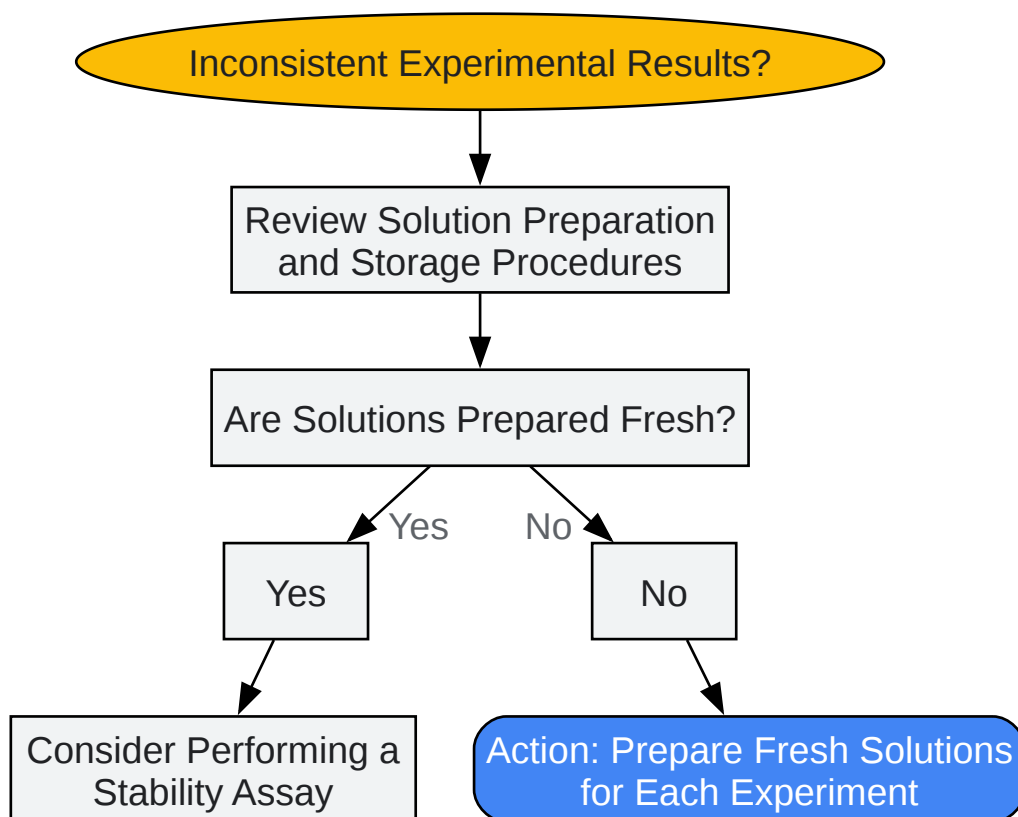 Inconsistent Experimental Results?
Review Solution Preparation
and Storage Procedures
Are Solutions Prepared Fresh?
Yes
No
Yes
No
Consider Performing a
Stability Assay
Action: Prepare Fresh Solutions
for Each Experiment